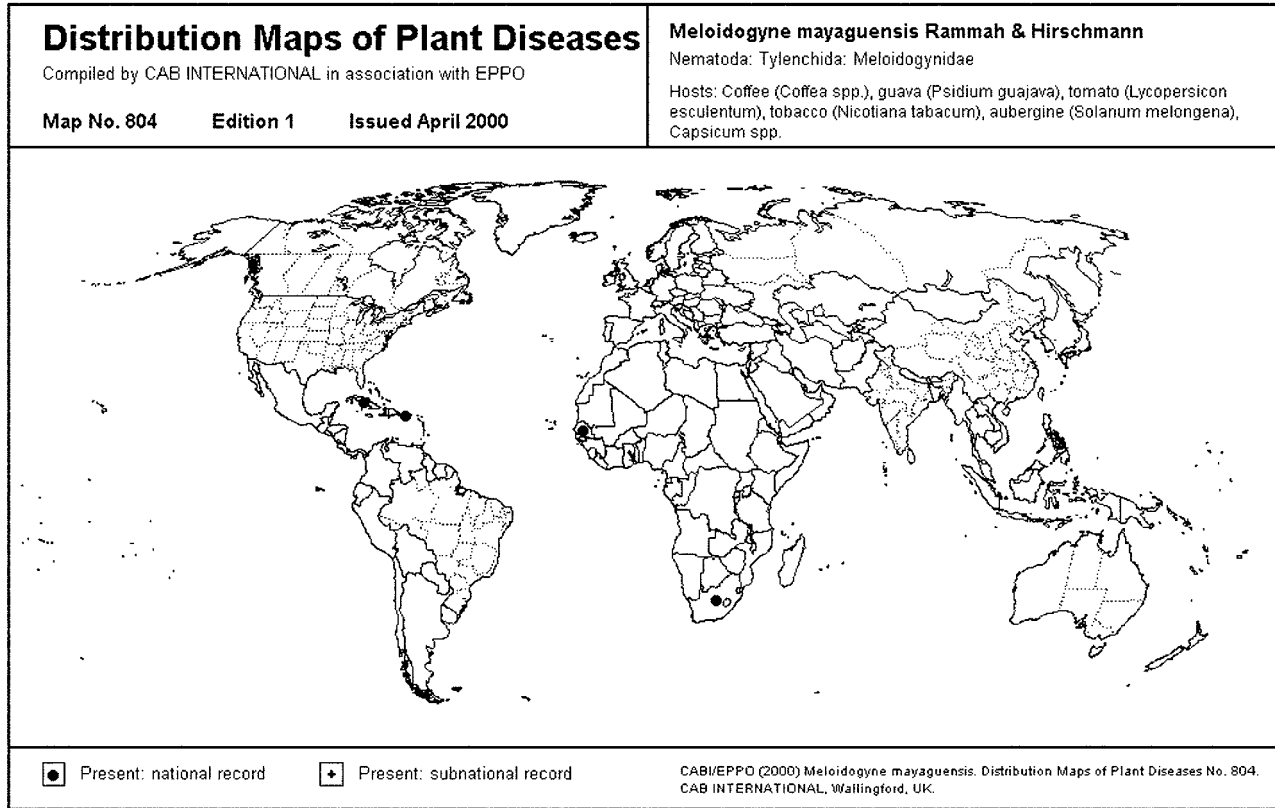 Distribution Maps of Plant Diseases
Compiled by CAB INTERNATIONAL in association with EPPO
Map No. 804 Edition 1 Issued April 2000
Meloidogyne mayaguensis Rammah & Hirschmann
Nematoda: Tylenchida: Meloidogynidae
Hosts: Coffee (Coffea spp.), guava (Psidium guajava), tomato (Lycopersicon
esculentum), tobacco (Nicotiana tabacum), aubergine (Solanum melongena),
Capsicum spp.
Present: national record
Present: subnational record
CABI/EPPO (2000) Meloidogyne mayaguensis. Distribution Maps of Plant Diseases No. 804.
CAB INTERNATIONAL, Wallingford, UK.